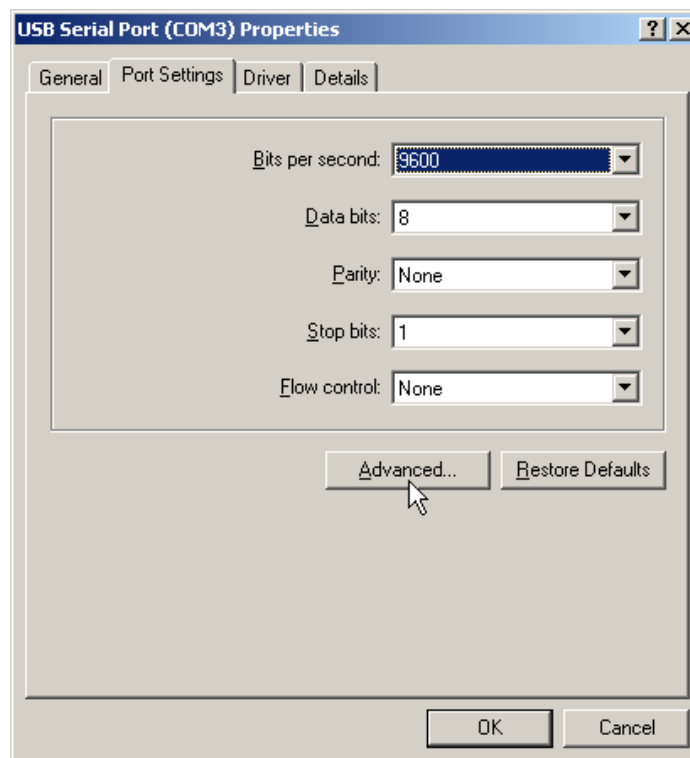 USB Serial Port (COM3) Properties
General Port Settings Driver Details
Bits per second: 9600
Data bits: 8
Parity: None
Stop bits: 1
Flow control: None
Advanced... Restore Defaults
OK Cancel